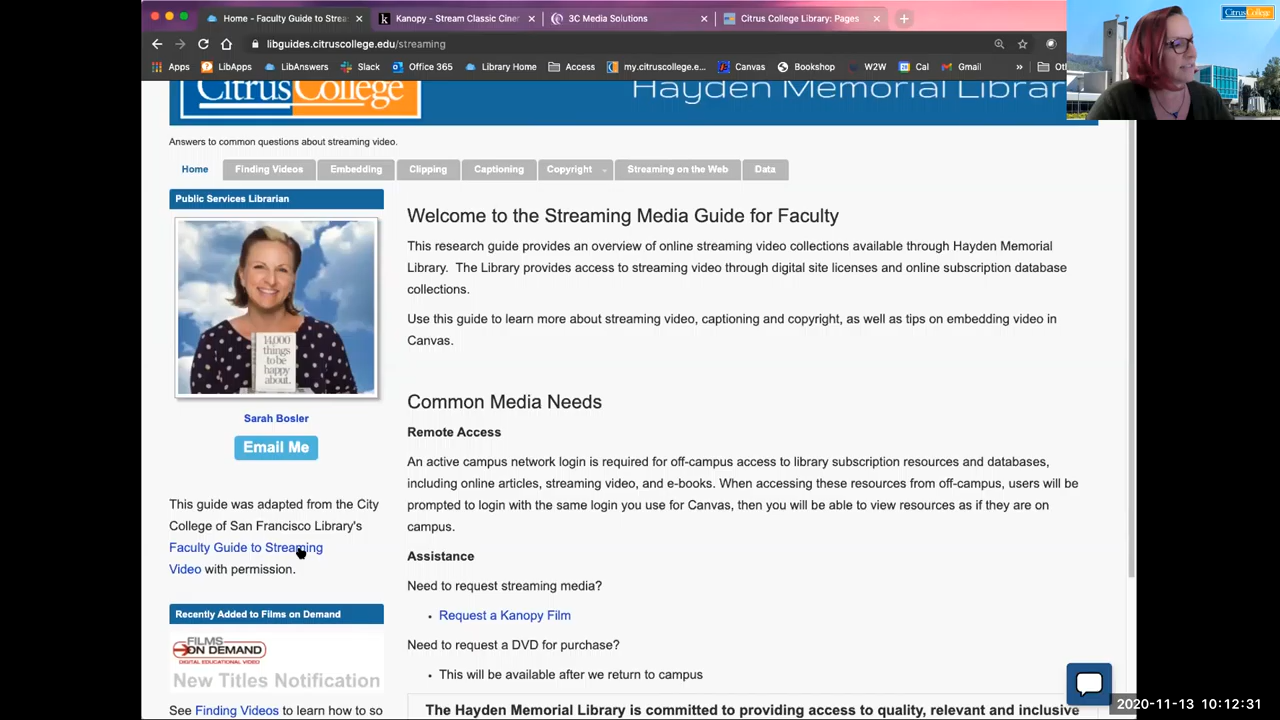 Home - Faculty Guide to Strea
Kanopy - Stream Classic Cinem
3C Media Solutions
Citrus College Library: Pages
libguides.citruscollege.edu/streaming
Apps
LibApps
LibAnswers
Slack
Office 365
Library Home
Access
my.citruscollege.e...
Canvas
Bookshop
W2W
Cal
Gmail
»
CitrusCollege
CitrusCollege
Hayden Memorial Librar
Answers to common questions about streaming video.
Home
Finding Videos
Embedding
Clipping
Captioning
Copyright
Streaming on the Web
Data
Public Services Librarian
14,000
things
to be
happy
about.
Sarah Bosler
Email Me
This guide was adapted from the City
College of San Francisco Library's
Faculty Guide to Streaming
Video with permission.
Recently Added to Films on Demand
FILMS
ON DEMAND
DIGITAL EDUCATIONAL VIDEO
New Titles Notification
See Finding Videos to learn how to so
Welcome to the Streaming Media Guide for Faculty
This research guide provides an overview of online streaming video collections available through Hayden Memorial
Library. The Library provides access to streaming video through digital site licenses and online subscription database
collections.
Use this guide to learn more about streaming video, captioning and copyright, as well as tips on embedding video in
Canvas.
Common Media Needs
Remote Access
An active campus network login is required for off-campus access to library subscription resources and databases,
including online articles, streaming video, and e-books. When accessing these resources from off-campus, users will be
prompted to login with the same login you use for Canvas, then you will be able to view resources as if they are on
campus.
Assistance
Need to request streaming media?
• Request a Kanopy Film
Need to request a DVD for purchase?
• This will be available after we return to campus
The Hayden Memorial Library is committed to providing access to quality, relevant and inclusive
2020-11-13 10:12:31